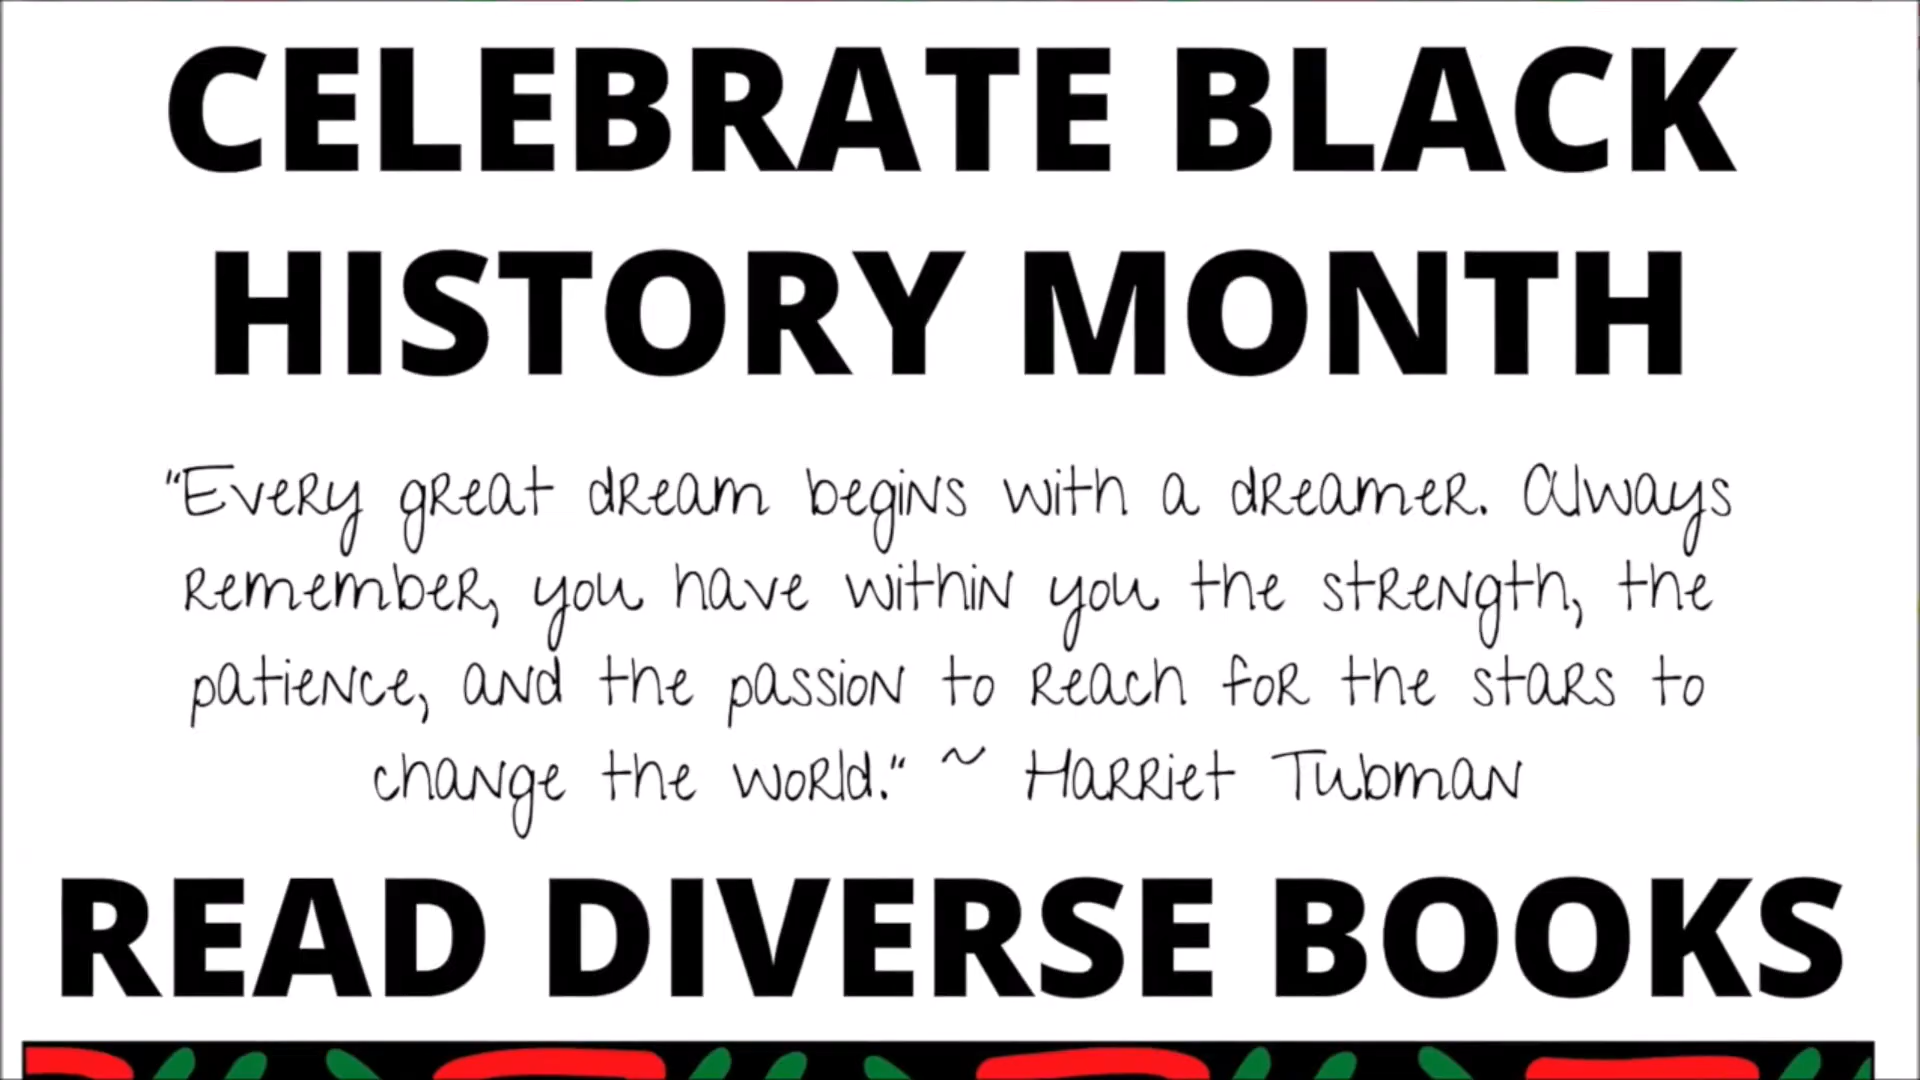 CELEBRATE BLACK
HISTORY MONTH
"Every great dream begins with a dreamer. Always
remember, you have within you the strength, the
patience, and the passion to reach for the stars to
change the world." ~ Harriet Tubman
READ DIVERSE BOOKS